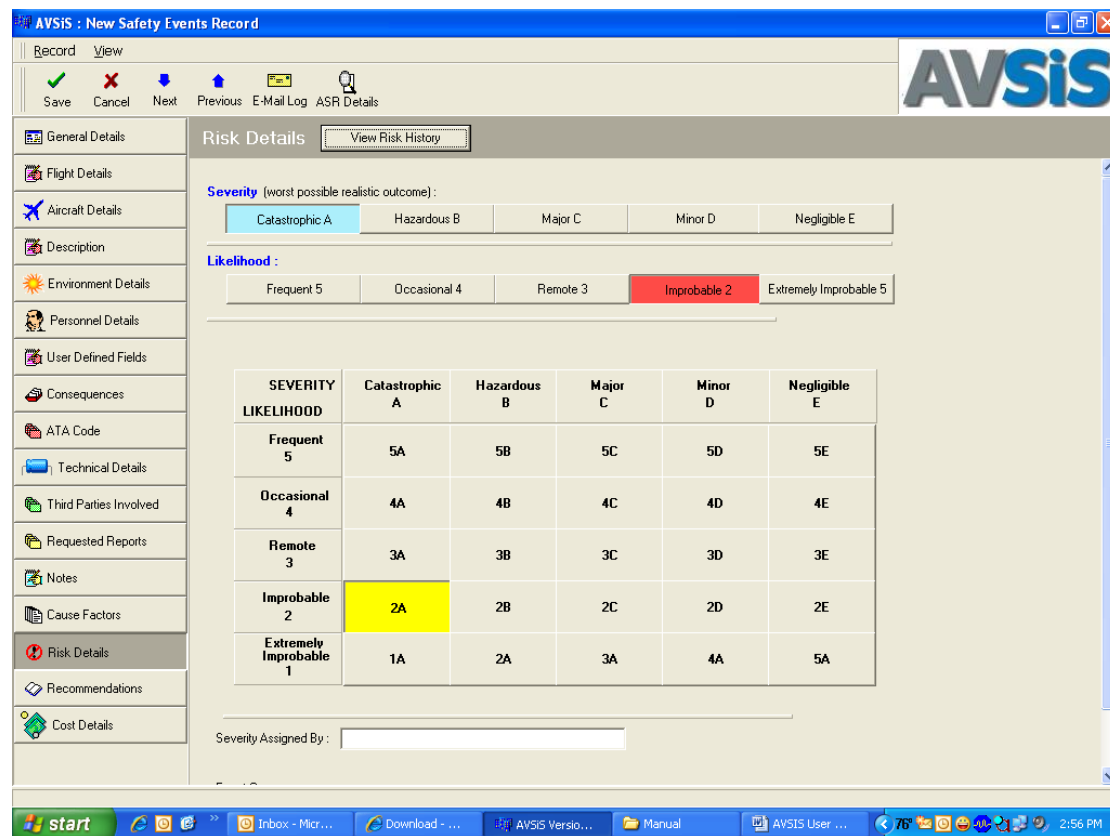 AVSiS : New Safety Events Record
Record View
Save Cancel Next Previous E-Mail Log ASR Details
AVSiS
General Details
Flight Details
Aircraft Details
Description
Environment Details
Personnel Details
User Defined Fields
Consequences
ATA Code
Technical Details
Third Parties Involved
Requested Reports
Notes
Cause Factors
Risk Details
Recommendations
Cost Details
Risk Details View Risk History
Severity (worst possible realistic outcome) :
Catastrophic A Hazardous B Major C Minor D Negligible E
Likelihood :
Frequent 5 Occasional 4 Remote 3 Improbable 2 Extremely Improbable 5
SEVERITY
LIKELIHOOD
Catastrophic A
Hazardous B
Major C
Minor D
Negligible E
Frequent 5 5A 5B 5C 5D 5E
Occasional 4 4A 4B 4C 4D 4E
Remote 3 3A 3B 3C 3D 3E
Improbable 2 2A 2B 2C 2D 2E
Extremely Improbable 1 1A 2A 3A 4A 5A
Severity Assigned By :
start Inbox - Micr... Download - ... AVSiS Versio... Manual AVSIS User ... 76° 2:56 PM